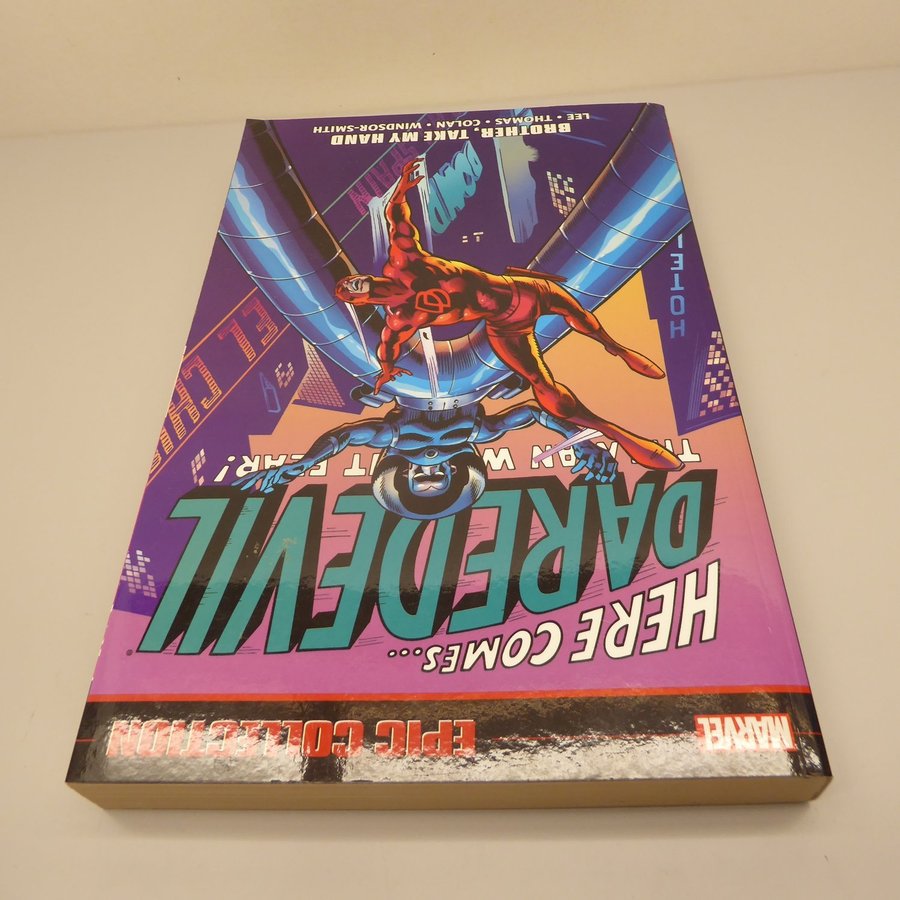 MARVEL
EPIC COLLECTION
HERE COMES...
DAREDEVIL
HOTEL
BROTHER, TAKE MY HAND
LEE • THOMAS • COLAN • WINDSOR-SMITH